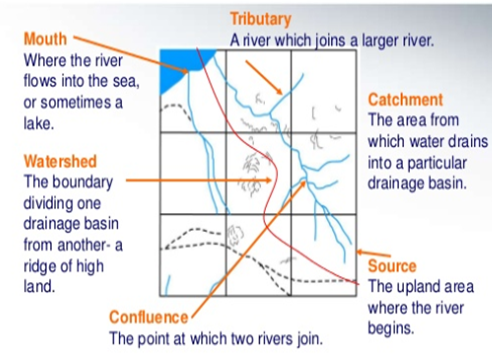 Tributary
A river which joins a larger river.
Mouth
Where the river
flows into the sea,
or sometimes a
lake.
Catchment
The area from
which water drains
into a particular
drainage basin.
Watershed
The boundary
dividing one
drainage basin
from another- a
ridge of high
land.
Source
The upland area
where the river
begins.
Confluence
The point at which two rivers join.